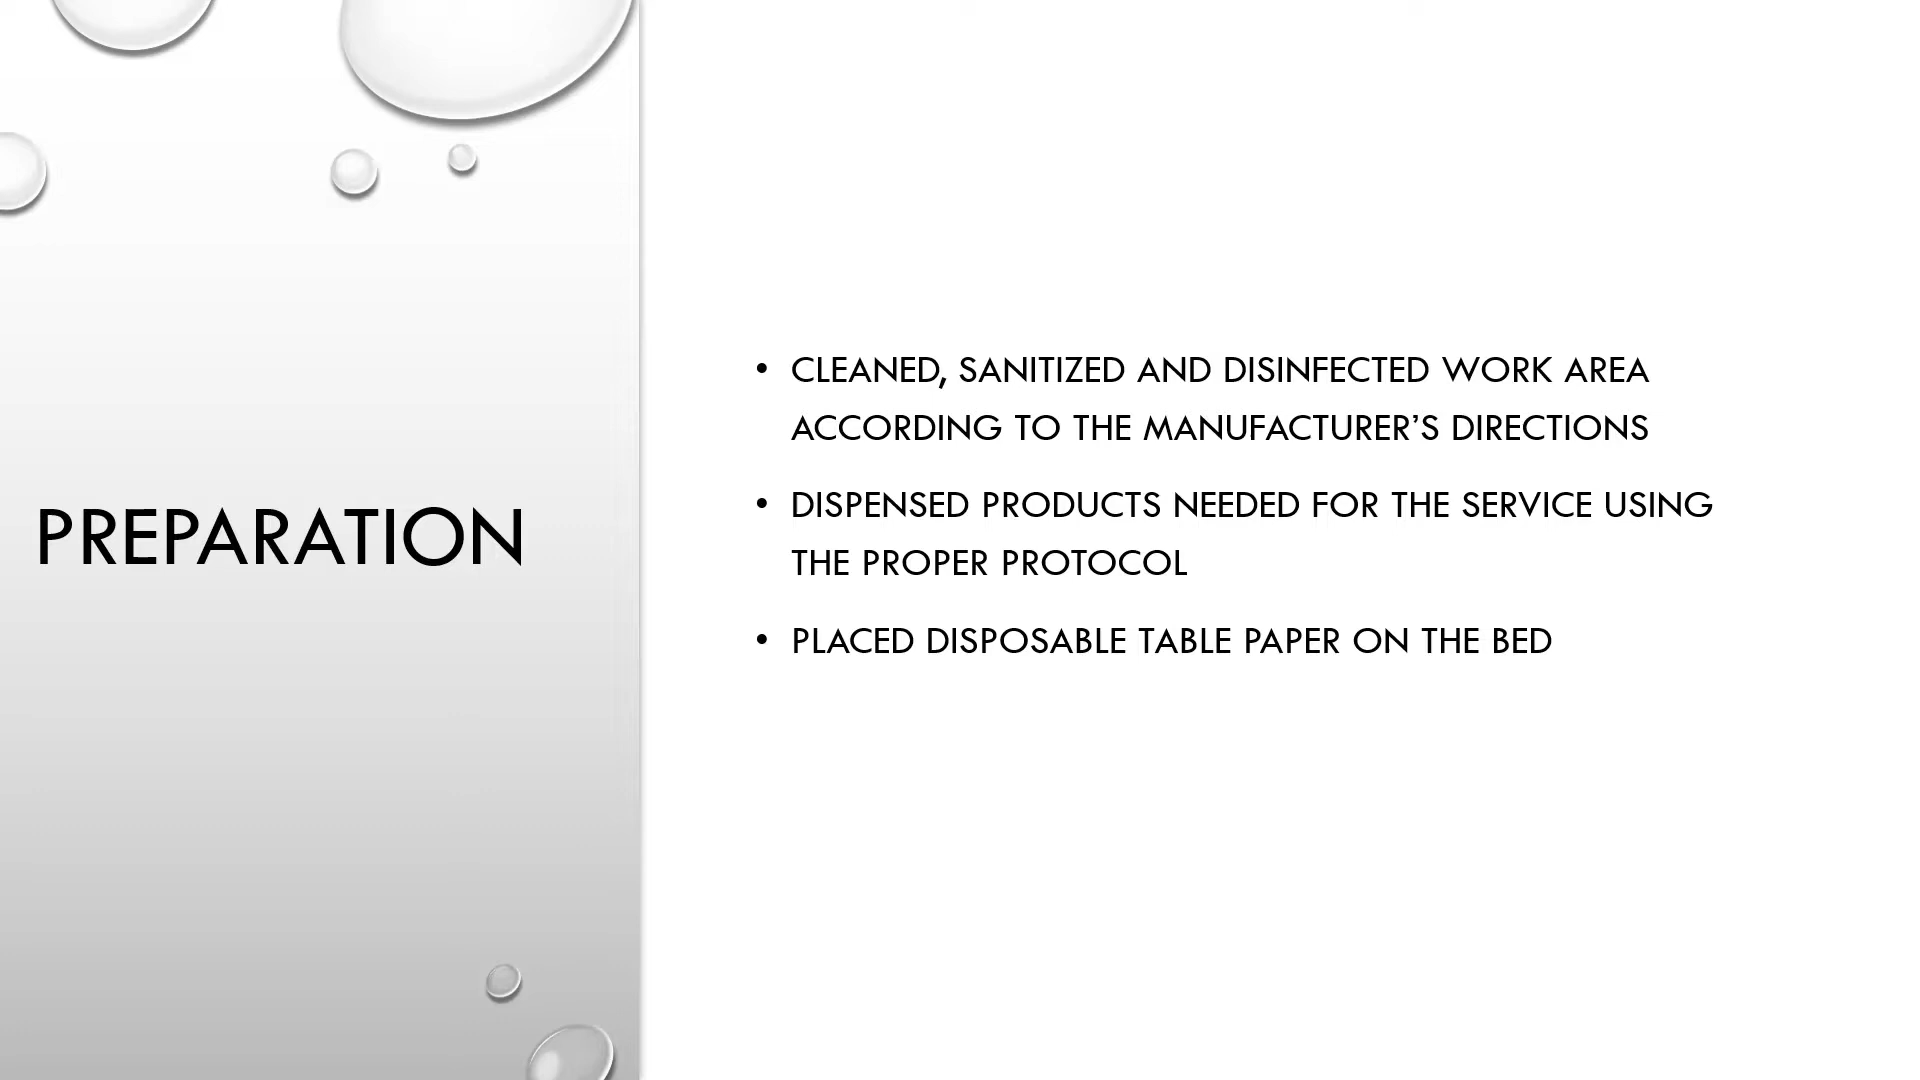 PREPARATION
• CLEANED, SANITIZED AND DISINFECTED WORK AREA
ACCORDING TO THE MANUFACTURER’S DIRECTIONS
• DISPENSED PRODUCTS NEEDED FOR THE SERVICE USING
THE PROPER PROTOCOL
• PLACED DISPOSABLE TABLE PAPER ON THE BED